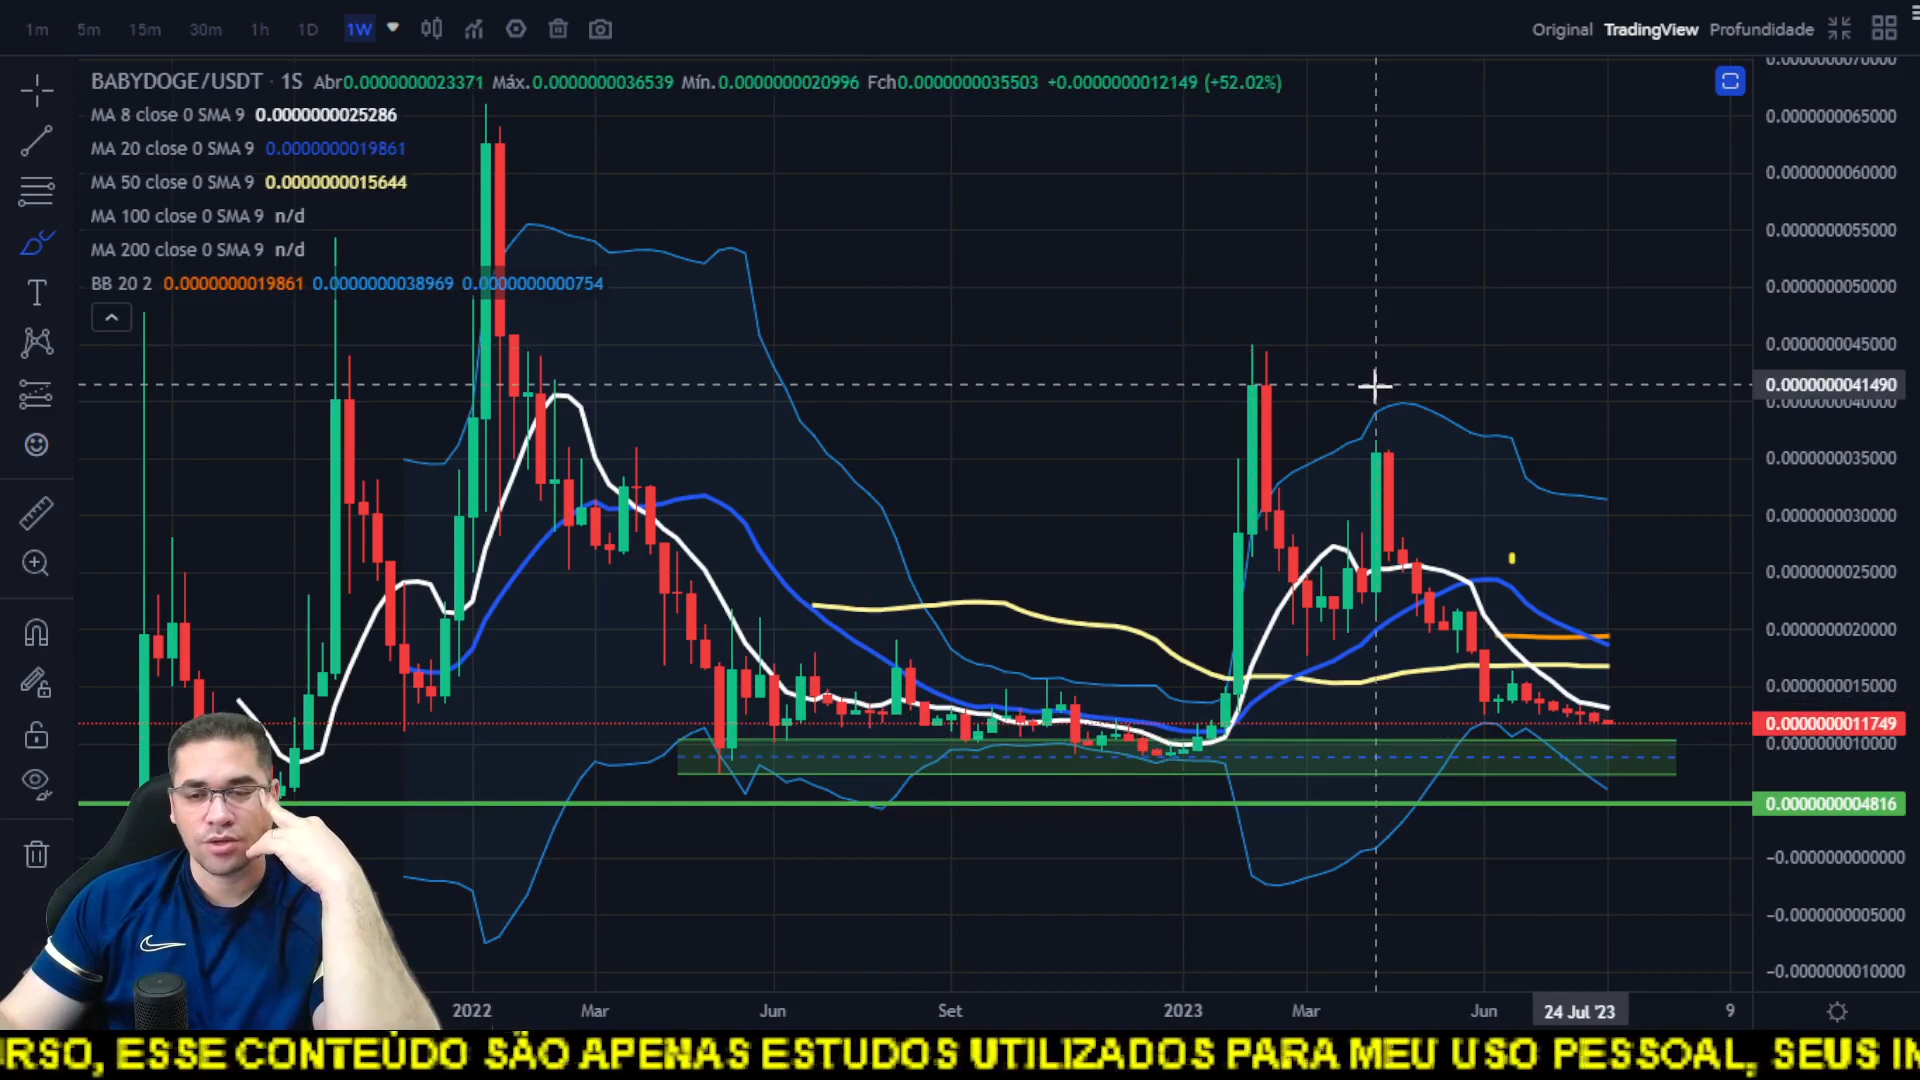 1m 5m 15m 30m 1h 1D 1W Original TradingView Profundidade
BABYDOGE/USDT · 1S Abr0.0000000023371 Máx.0.0000000036539 Mín.0.0000000020996 Fch0.0000000035503 +0.0000000012149 (+52.02%)
MA 8 close 0 SMA 9 0.0000000025286
MA 20 close 0 SMA 9 0.0000000019861
MA 50 close 0 SMA 9 0.0000000015644
MA 100 close 0 SMA 9 n/d
MA 200 close 0 SMA 9 n/d
BB 20 2 0.0000000019861 0.0000000038969 0.0000000000754
0.0000000065000
0.0000000060000
0.0000000055000
0.0000000050000
0.0000000045000
0.0000000041490
0.0000000040000
0.0000000035000
0.0000000030000
0.0000000025000
0.0000000020000
0.0000000015000
0.0000000011749
0.0000000010000
0.0000000004816
-0.0000000000000
-0.0000000005000
-0.0000000010000
2022 Mar Jun Set 2023 Mar Jun 24 Jul '23 9
RSO, ESSE CONTEÚDO SÃO APENAS ESTUDOS UTILIZADOS PARA MEU USO PESSOAL, SEUS IN